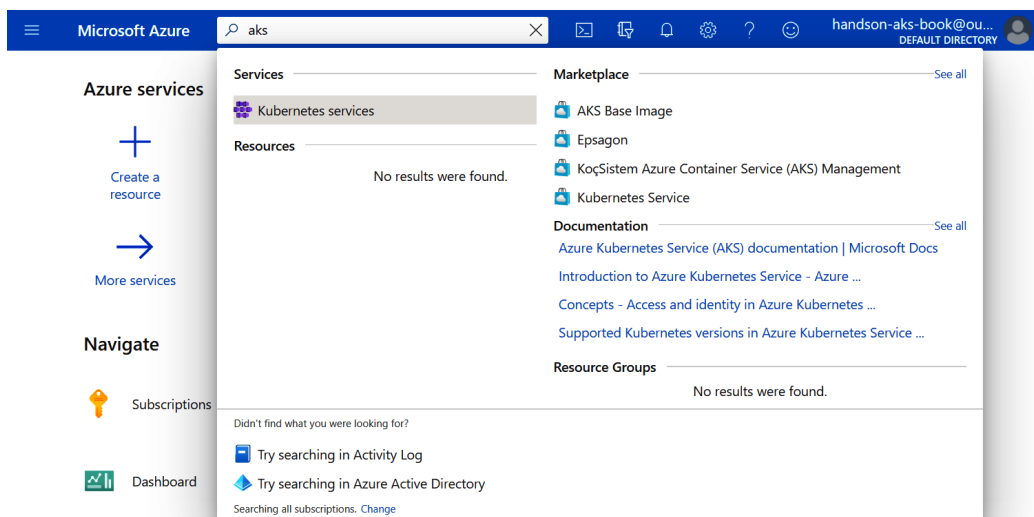 Microsoft Azure
aks
handson-aks-book@ou...
DEFAULT DIRECTORY
Azure services
Create a
resource
More services
Navigate
Subscriptions
Dashboard
Services
Kubernetes services
Resources
No results were found.
Marketplace
See all
AKS Base Image
Epsagon
KoçSistem Azure Container Service (AKS) Management
Kubernetes Service
Documentation
See all
Azure Kubernetes Service (AKS) documentation | Microsoft Docs
Introduction to Azure Kubernetes Service - Azure ...
Concepts - Access and identity in Azure Kubernetes ...
Supported Kubernetes versions in Azure Kubernetes Service ...
Resource Groups
No results were found.
Didn't find what you were looking for?
Try searching in Activity Log
Try searching in Azure Active Directory
Searching all subscriptions. Change